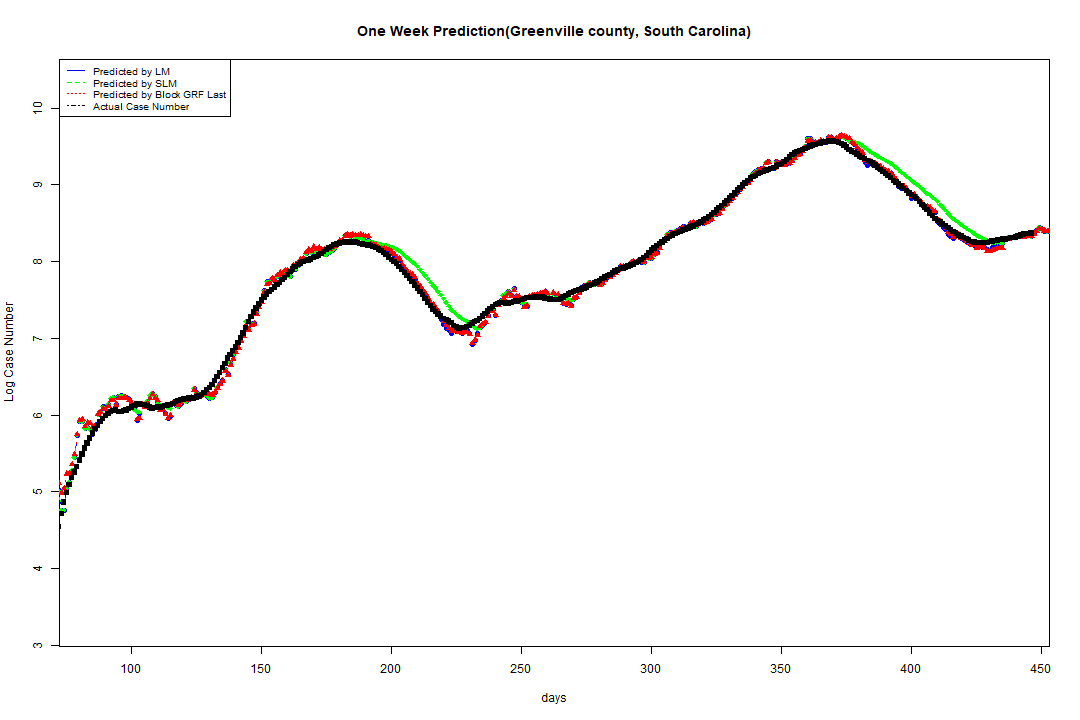 One Week Prediction(Greenville county, South Carolina)
Predicted by LM
Predicted by SLM
Predicted by Block GRF Last
Actual Case Number
10
9
8
7
6
5
4
3
Log Case Number
100 150 200 250 300 350 400 450
days